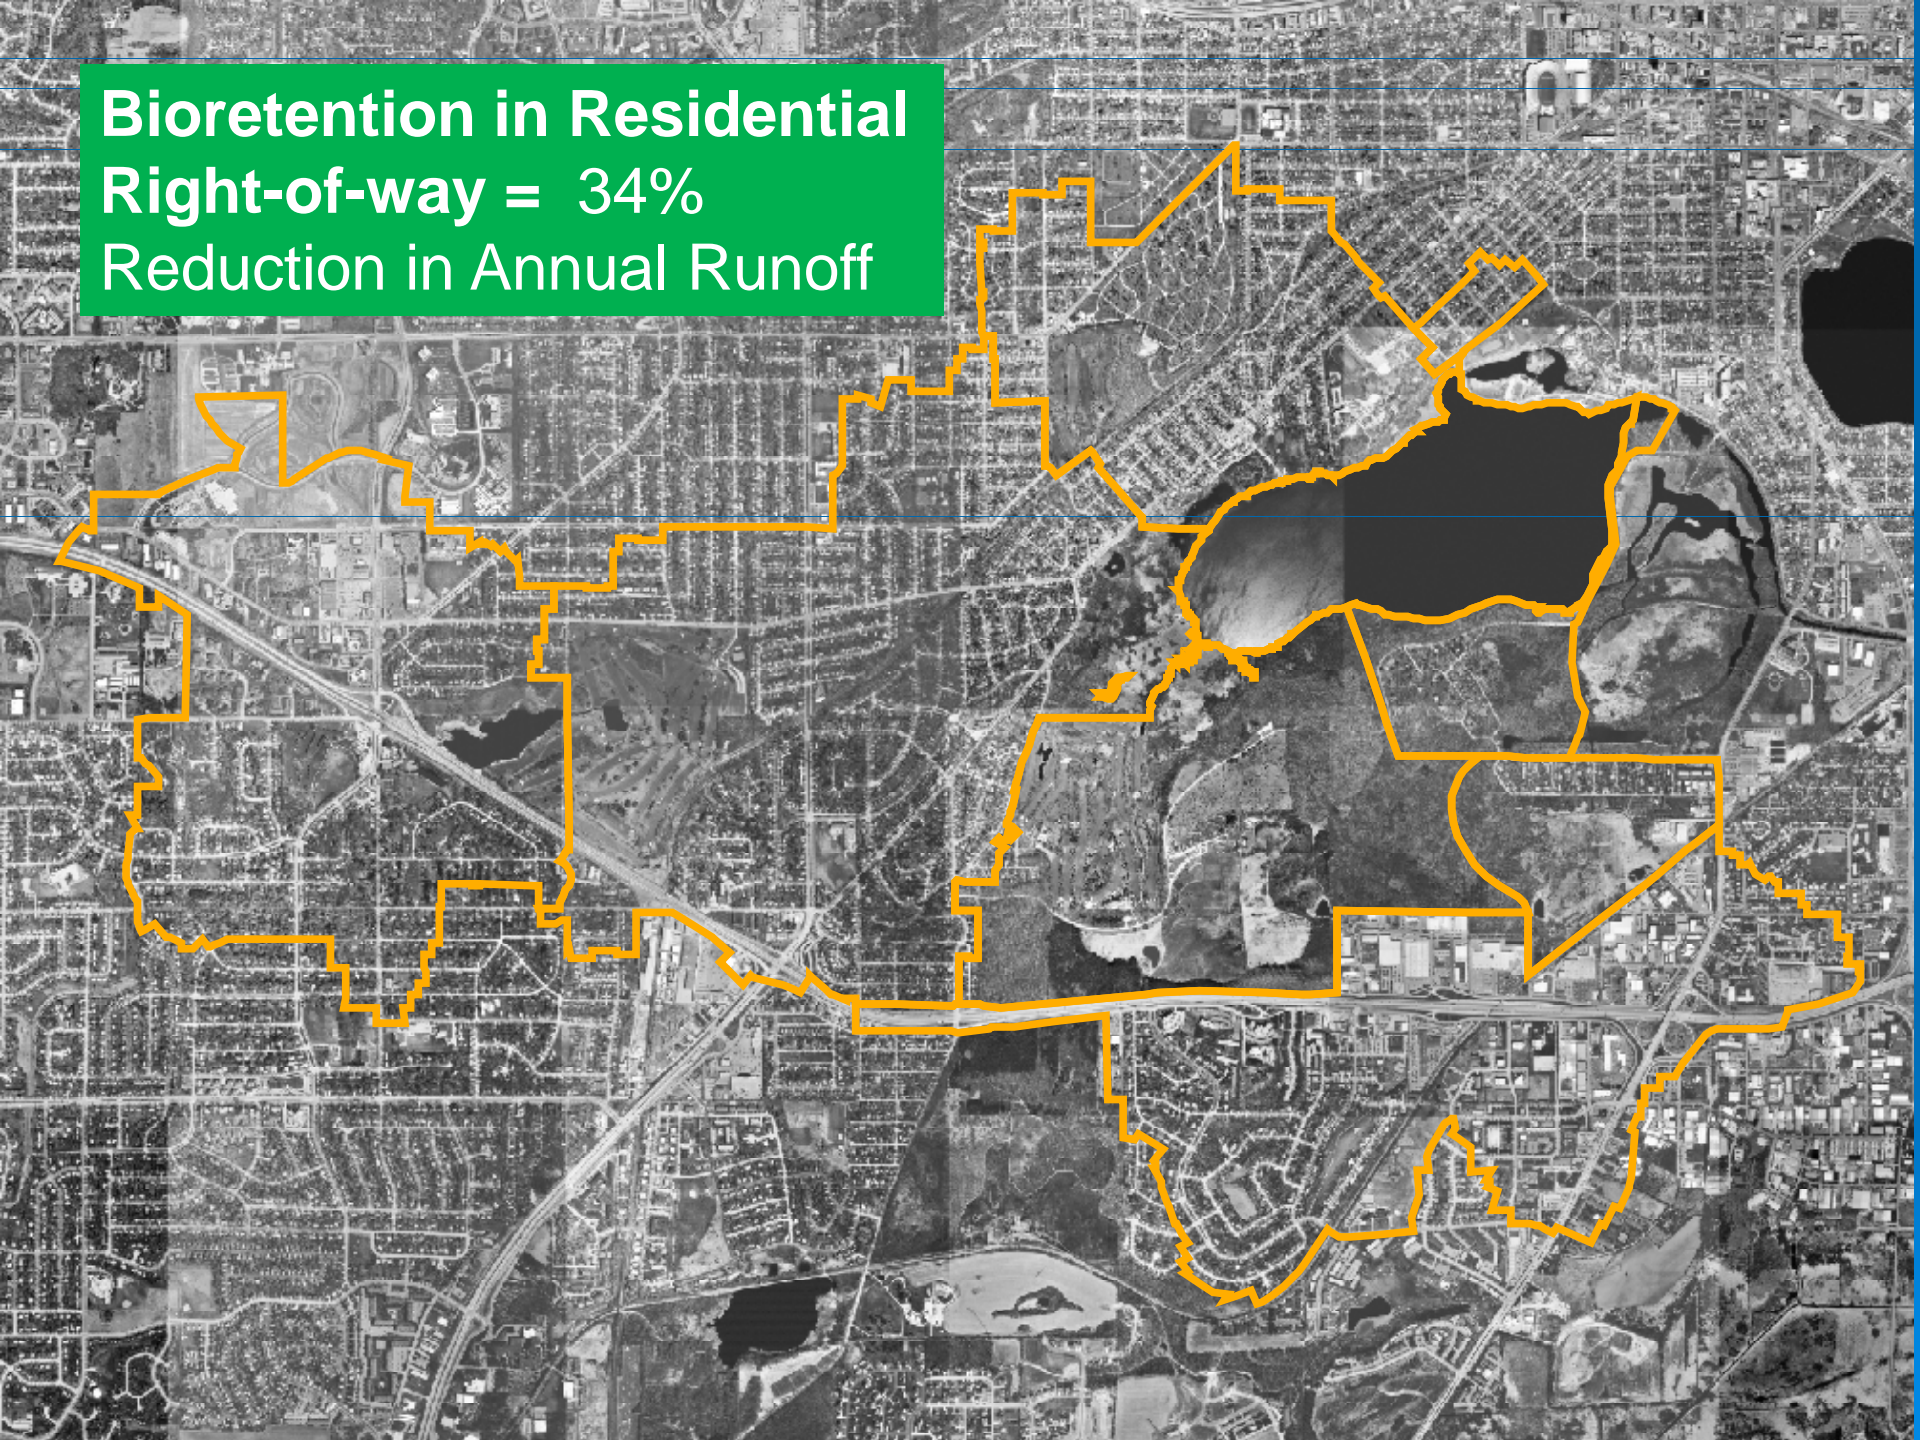 Bioretention in Residential
Right-of-way = 34%
Reduction in Annual Runoff